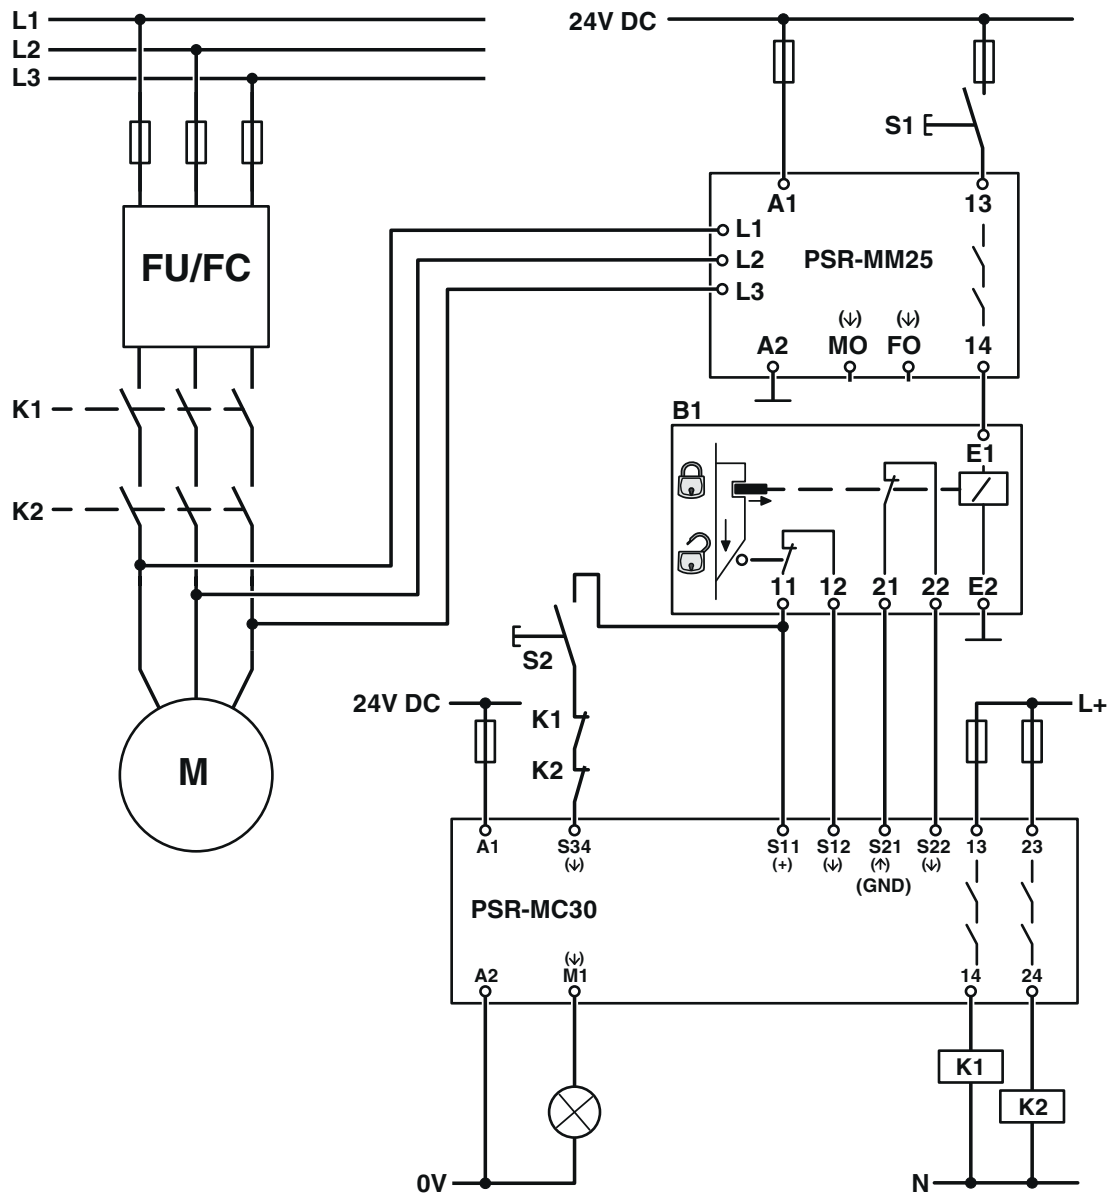 L1
L2
L3
24V DC
S1
A1
13
L1
L2
L3
PSR-MM25
FU/FC
A2
MO
(↓)
FO
(↓)
14
K1
K2
B1
E1
11
12
21
22
E2
S2
24V DC
K1
K2
L+
M
A1
S34
(↓)
S11
(+)
S12
(↓)
S21
(↑)
(GND)
S22
(↓)
13
23
PSR-MC30
A2
(↓)
M1
14
24
K1
K2
0V
N